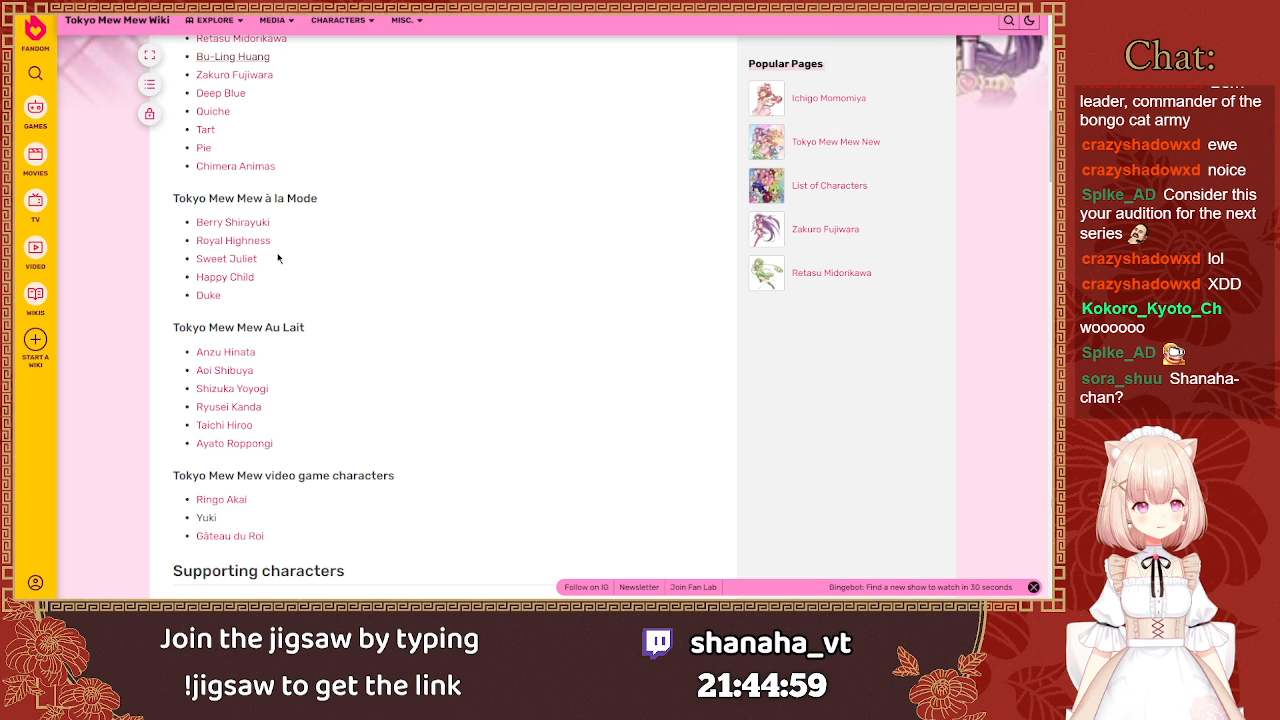 Tokyo Mew Mew Wiki
EXPLORE
MEDIA
CHARACTERS
MISC.
FANDOM
GAMES
MOVIES
TV
VIDEO
WIKIS
START A
WIKI
Retasu Midorikawa
Bu-Ling Huang
Zakuro Fujiwara
Deep Blue
Quiche
Tart
Pie
Chimera Animas
Tokyo Mew Mew à la Mode
Berry Shirayuki
Royal Highness
Sweet Juliet
Happy Child
Duke
Tokyo Mew Mew Au Lait
Anzu Hinata
Aoi Shibuya
Shizuka Yoyogi
Ryusei Kanda
Taichi Hiroo
Ayato Roppongi
Tokyo Mew Mew video game characters
Ringo Akai
Yuki
Gâteau du Roi
Supporting characters
Popular Pages
Ichigo Momomiya
Tokyo Mew Mew New
List of Characters
Zakuro Fujiwara
Retasu Midorikawa
Follow on IG
Newsletter
Join Fan Lab
Bingebot: Find a new show to watch in 30 seconds
Chat:
leader, commander of the
bongo cat army
crazyshadowxd ewe
crazyshadowxd noice
Spike_AD Consider this
your audition for the next
series
crazyshadowxd lol
crazyshadowxd XDD
Kokoro_Kyoto_Ch
woooooo
Spike_AD
sora_shuu Shanaha-
chan?
Join the jigsaw by typing
!jigsaw to get the link
shanaha_vt
21:44:59